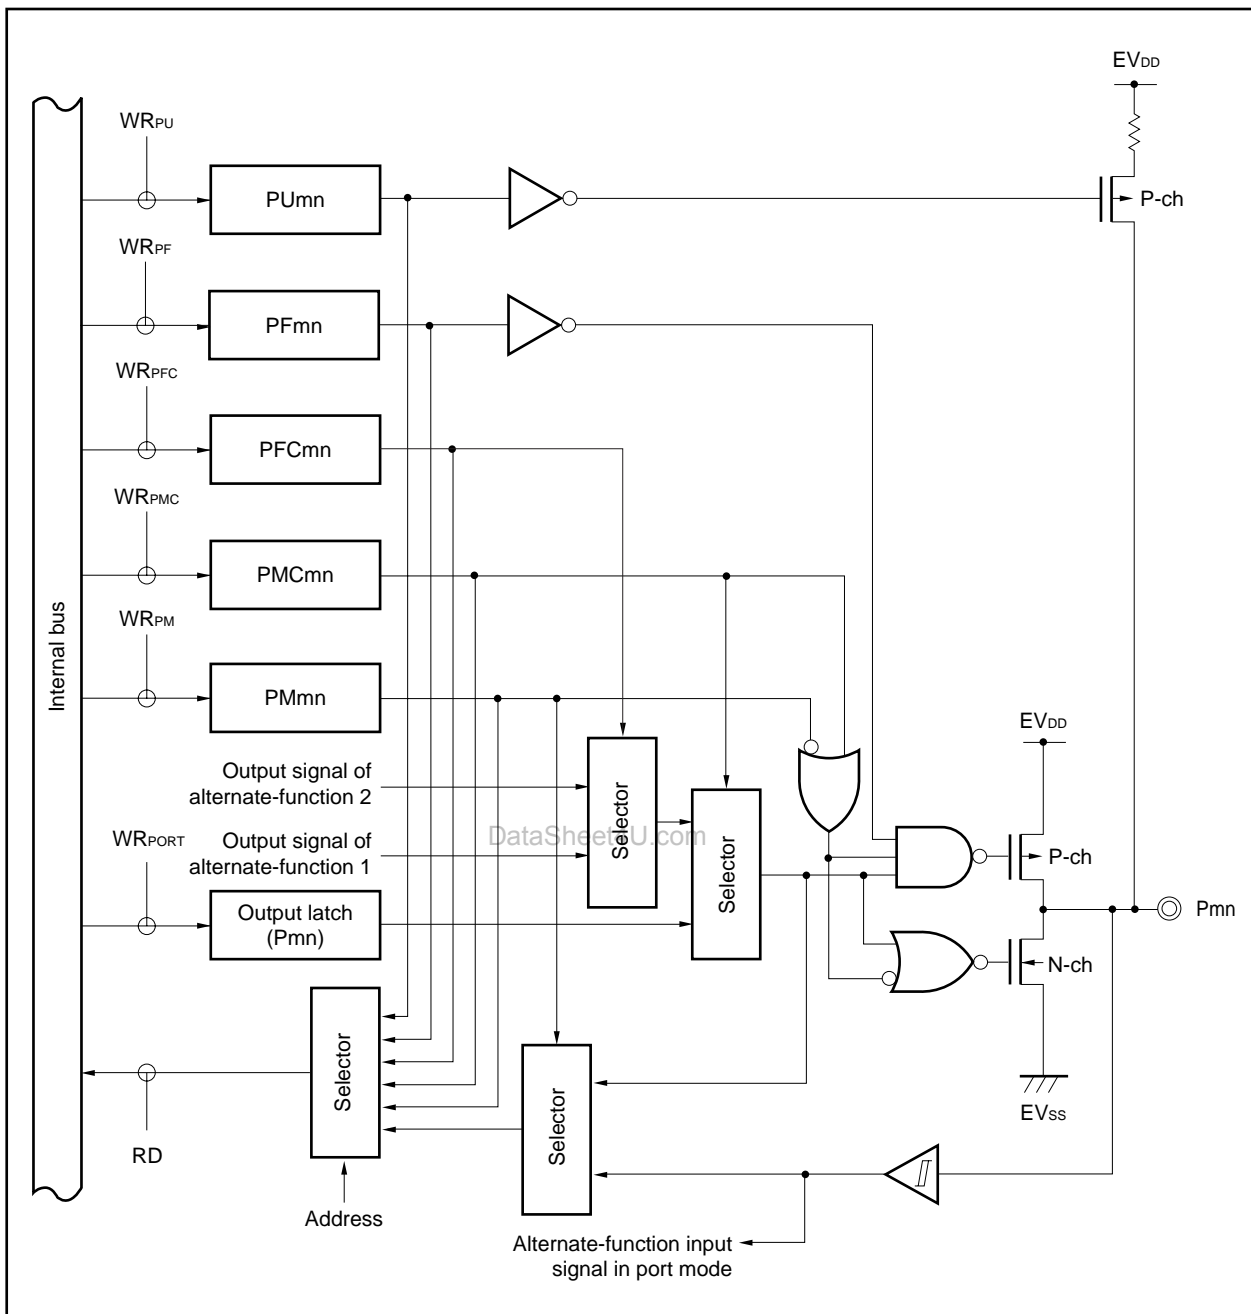 EVDD
WRPU
PUmn
P-ch
WRPF
PFmn
WRPFC
PFCmn
WRPMC
PMCmn
Internal bus
WRPM
PMmn
EVDD
Output signal of
alternate-function 2
Selector
DataSheet4U.com
WRPORT
Output signal of
alternate-function 1
Selector
P-ch
Output latch
(Pmn)
Pmn
N-ch
Selector
Selector
EVSS
RD
Address
Alternate-function input
signal in port mode